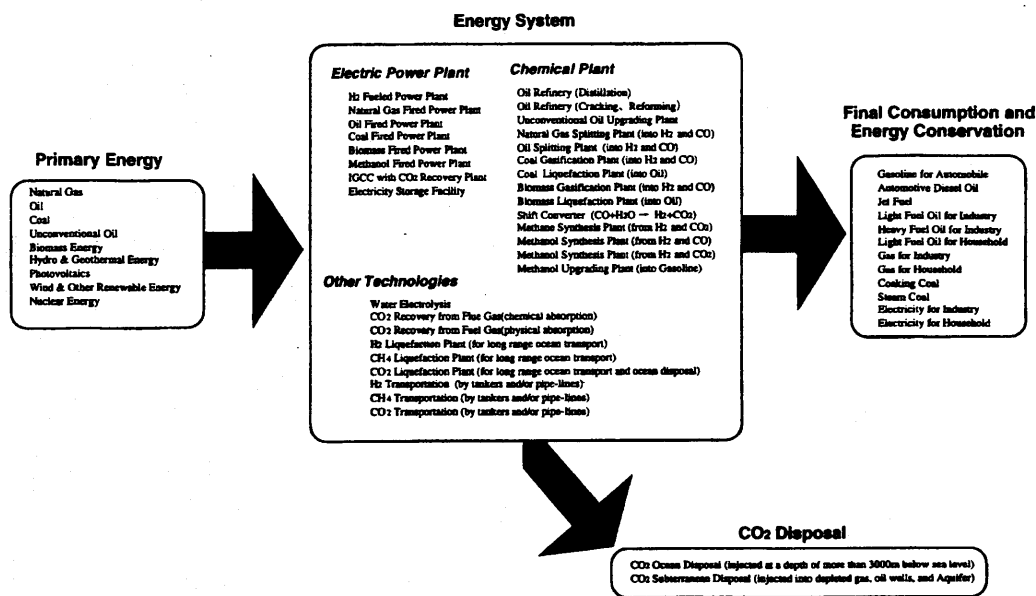 Energy System
Primary Energy
Natural Gas
Oil
Coal
Unconventional Oil
Biomass Energy
Hydro & Geothermal Energy
Photovoltaics
Wind & Other Renewable Energy
Nuclear Energy
Electric Power Plant
H2 Fueled Power Plant
Natural Gas Fired Power Plant
Oil Fired Power Plant
Coal Fired Power Plant
Biomass Fired Power Plant
Methanol Fired Power Plant
IGCC with CO2 Recovery Plant
Electricity Storage Facility
Chemical Plant
Oil Refinery (Distillation)
Oil Refinery (Cracking、Reforming)
Unconventional Oil Upgrading Plant
Natural Gas Splitting Plant (into H2 and CO)
Oil Splitting Plant (into H2 and CO)
Coal Gasification Plant (into H2 and CO)
Coal Liquefaction Plant (into Oil)
Biomass Gasification Plant (into H2 and CO)
Biomass Liquefaction Plant (into Oil)
Shift Converter (CO+H2O → H2+CO2)
Methane Synthesis Plant (from H2 and CO2)
Methanol Synthesis Plant (from H2 and CO)
Methanol Synthesis Plant (from H2 and CO2)
Methanol Upgrading Plant (into Gasoline)
Other Technologies
Water Electrolysis
CO2 Recovery from Flue Gas(chemical absorption)
CO2 Recovery from Fuel Gas(physical absorption)
H2 Liquefaction Plant (for long range ocean transport)
CH4 Liquefaction Plant (for long range ocean transport)
CO2 Liquefaction Plant (for long range ocean transport and ocean disposal)
H2 Transportation (by tankers and/or pipe-lines)
CH4 Transportation (by tankers and/or pipe-lines)
CO2 Transportation (by tankers and/or pipe-lines)
Final Consumption and
Energy Conservation
Gasoline for Automobile
Automotive Diesel Oil
Jet Fuel
Light Fuel Oil for Industry
Heavy Fuel Oil for Industry
Light Fuel Oil for Household
Gas for Industry
Gas for Household
Coaking Coal
Steam Coal
Electricity for Industry
Electricity for Household
CO2 Disposal
CO2 Ocean Disposal (injected at a depth of more than 3000m below sea level)
CO2 Subterranean Disposal (injected into depleted gas, oil walls, and Aquifer)